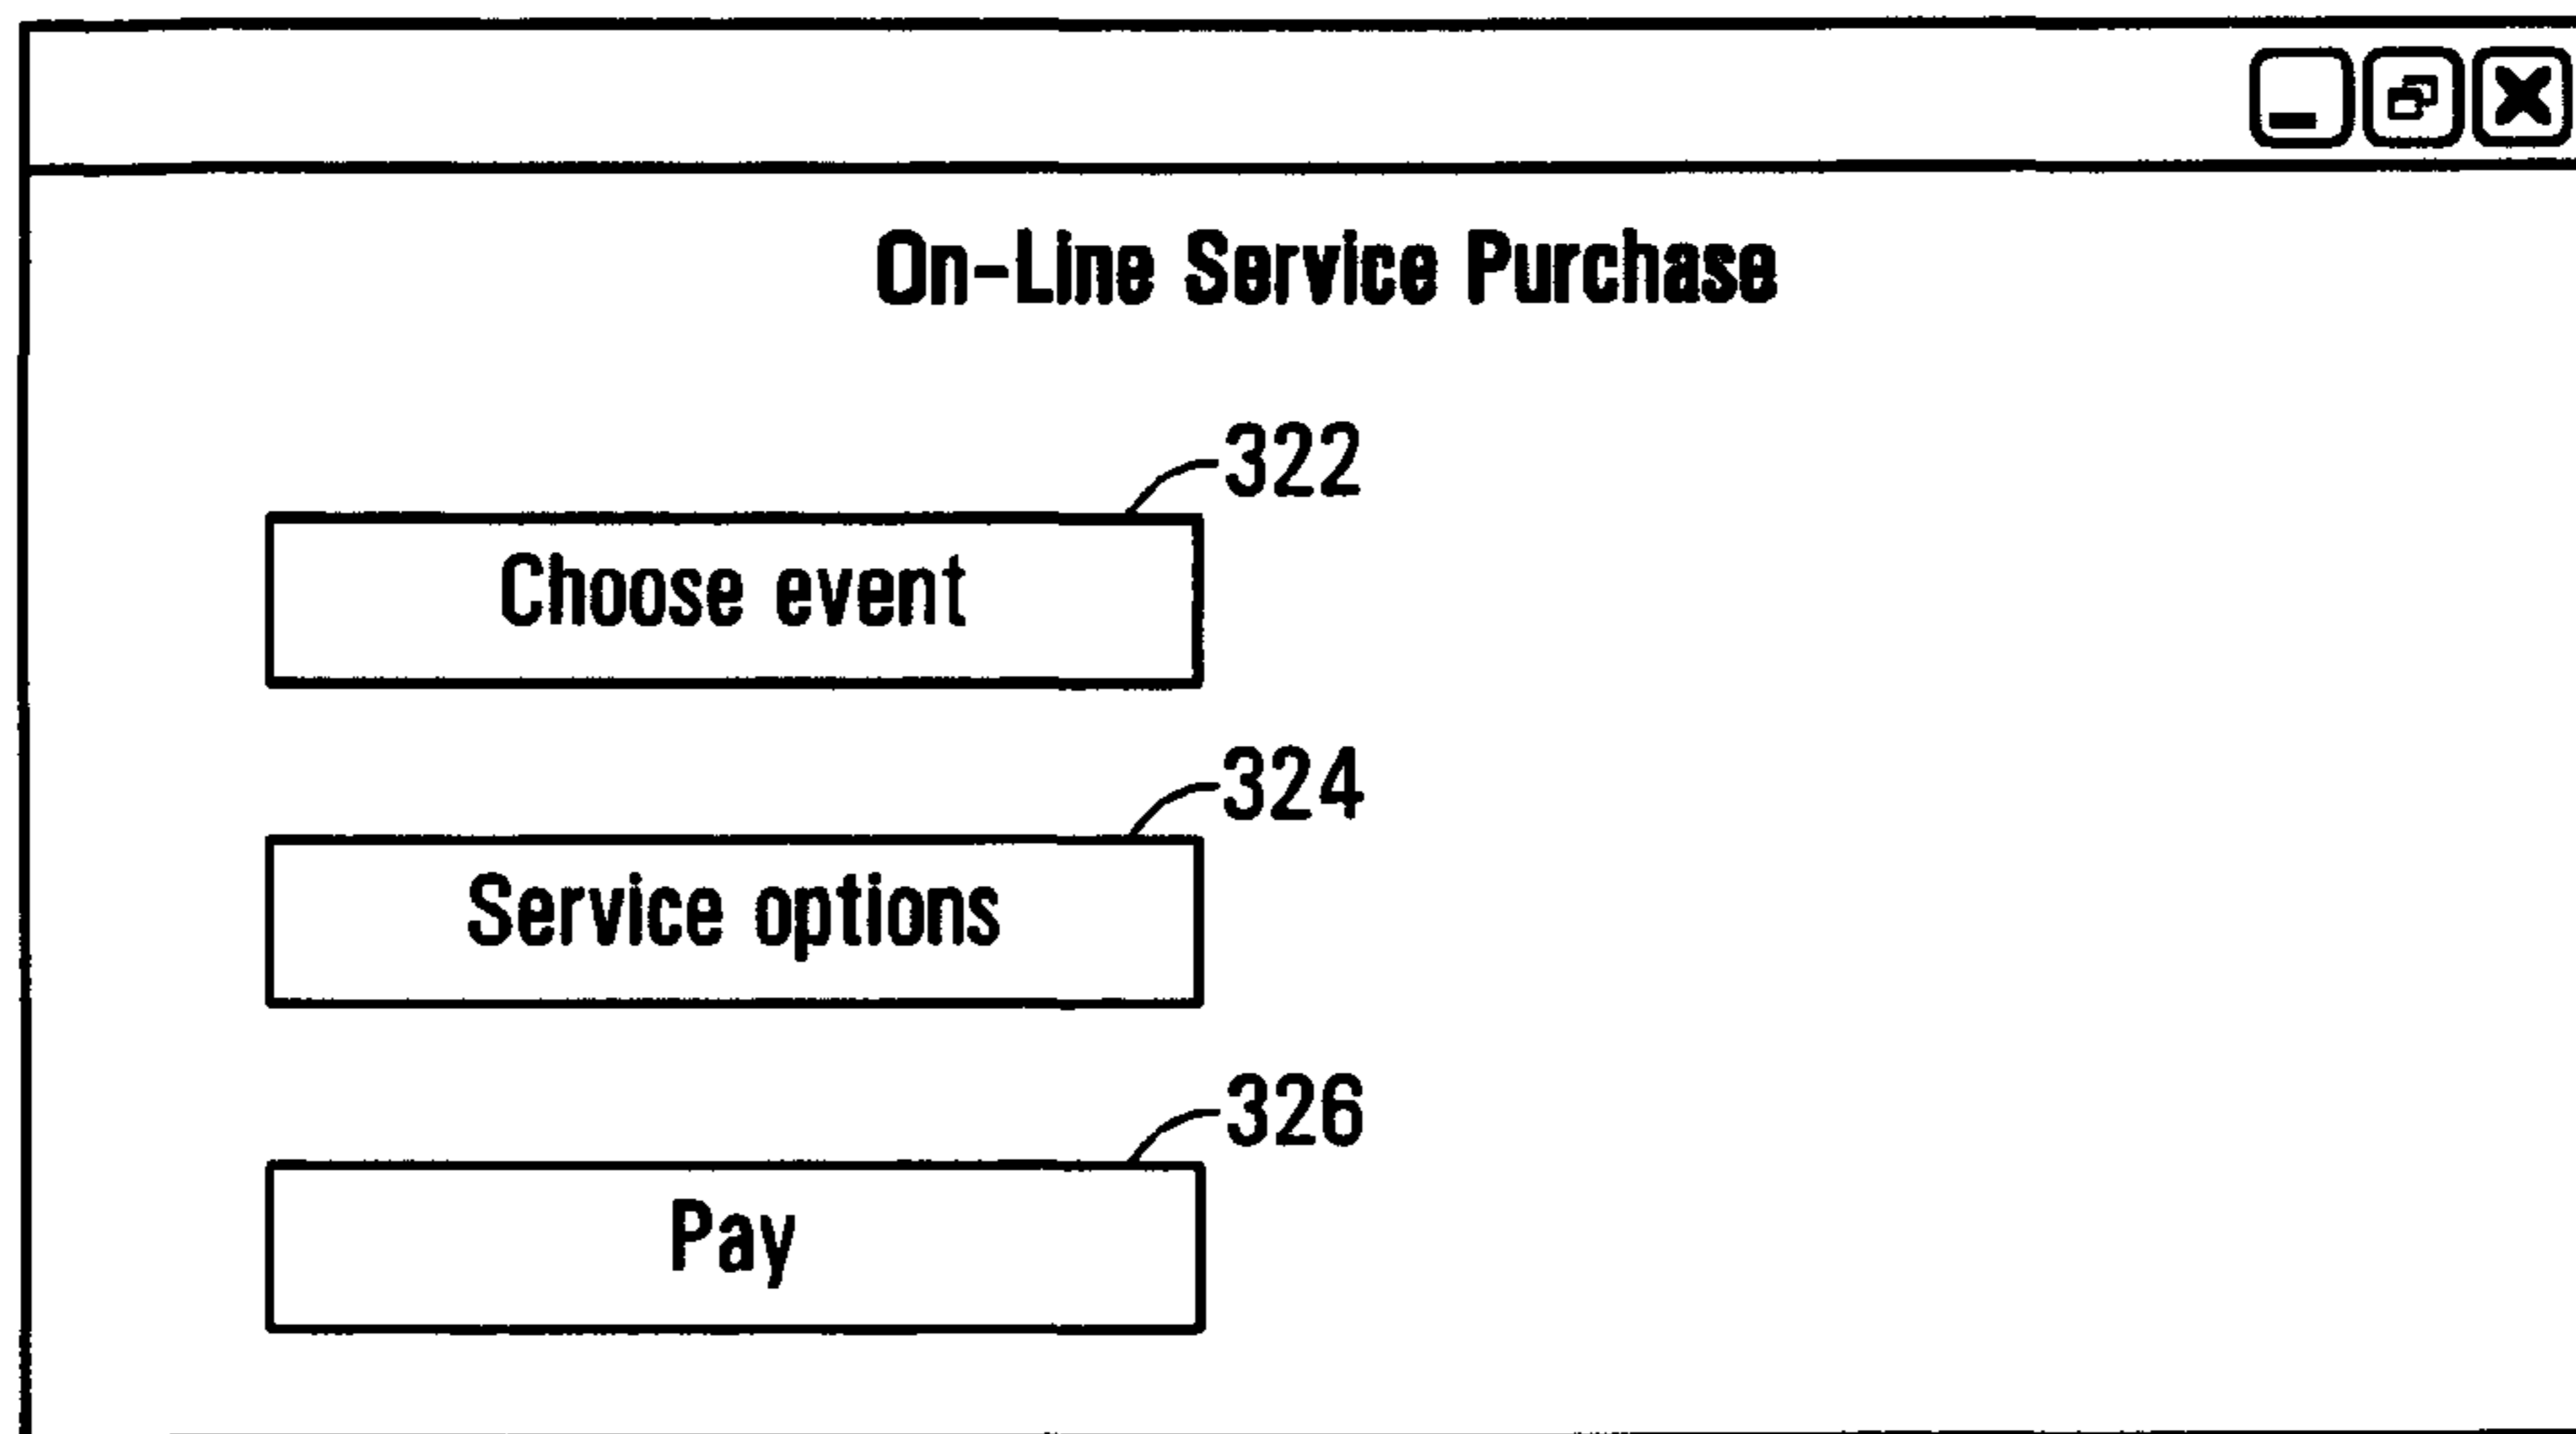 On-Line Service Purchase
322
Choose event
324
Service options
326
Pay